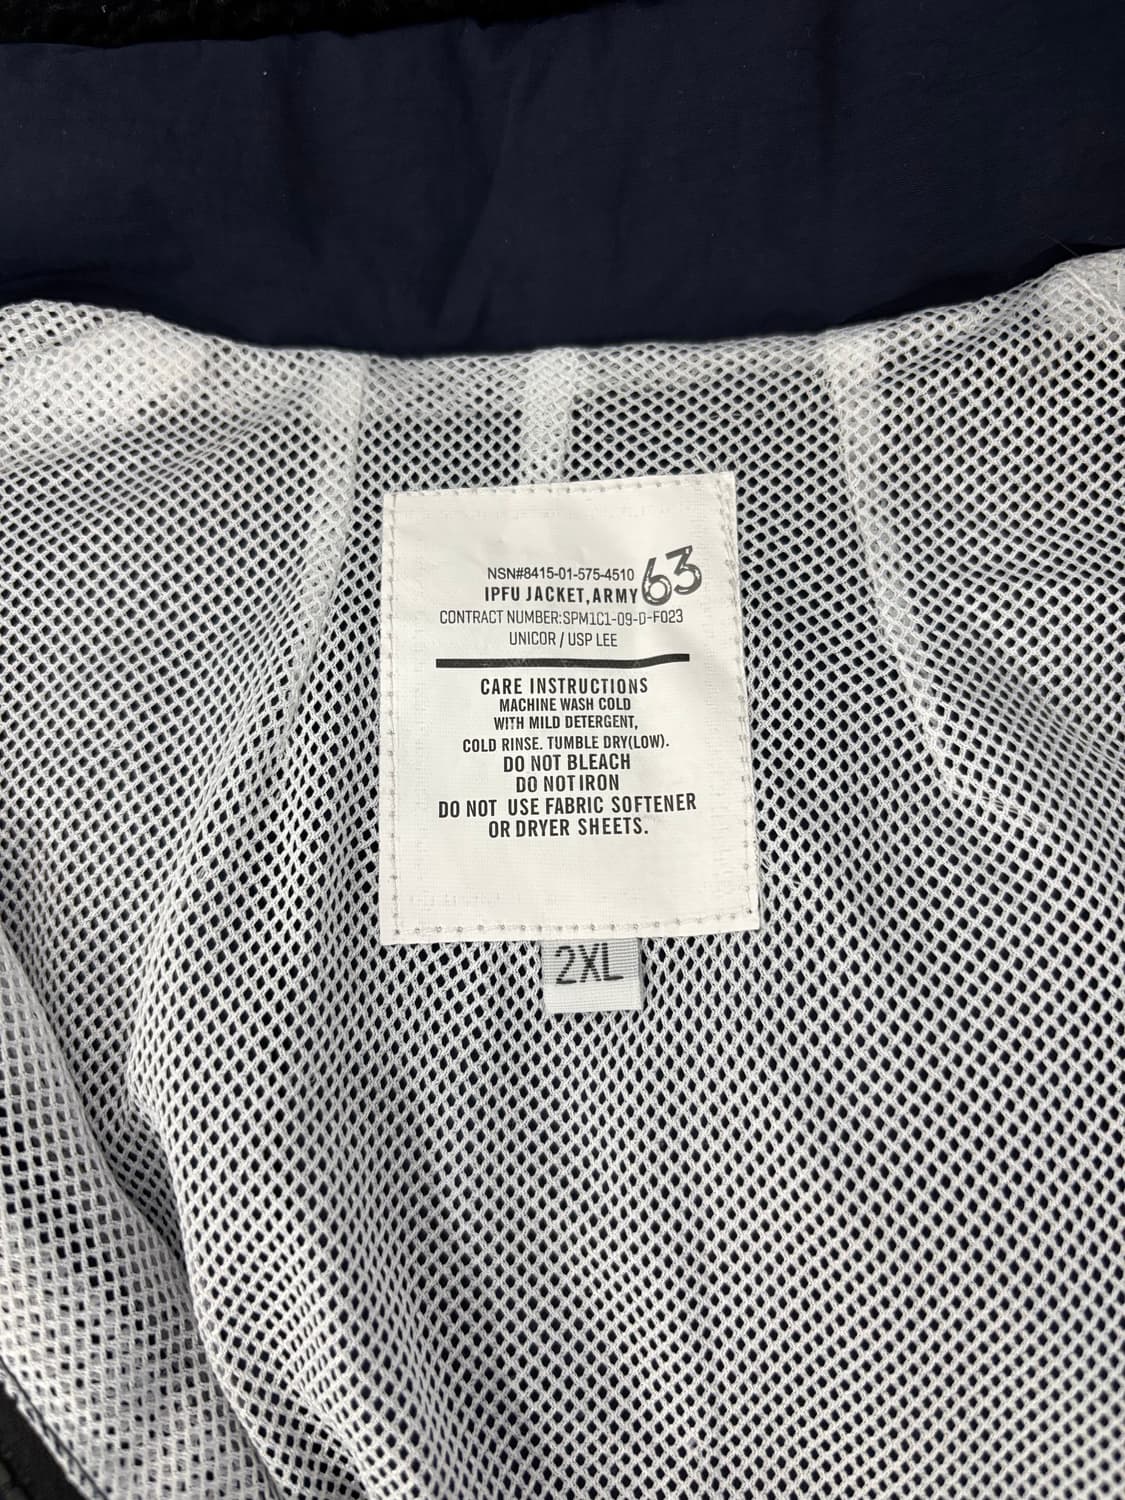 NSN#8415-01-575-4510
IPFU JACKET,ARMY 63
CONTRACT NUMBER:SPM1C1-09-D-F023
UNICOR / USP LEE
CARE INSTRUCTIONS
MACHINE WASH COLD
WITH MILD DETERGENT,
COLD RINSE. TUMBLE DRY(LOW).
DO NOT BLEACH
DO NOT IRON
DO NOT USE FABRIC SOFTENER
OR DRYER SHEETS.
2XL